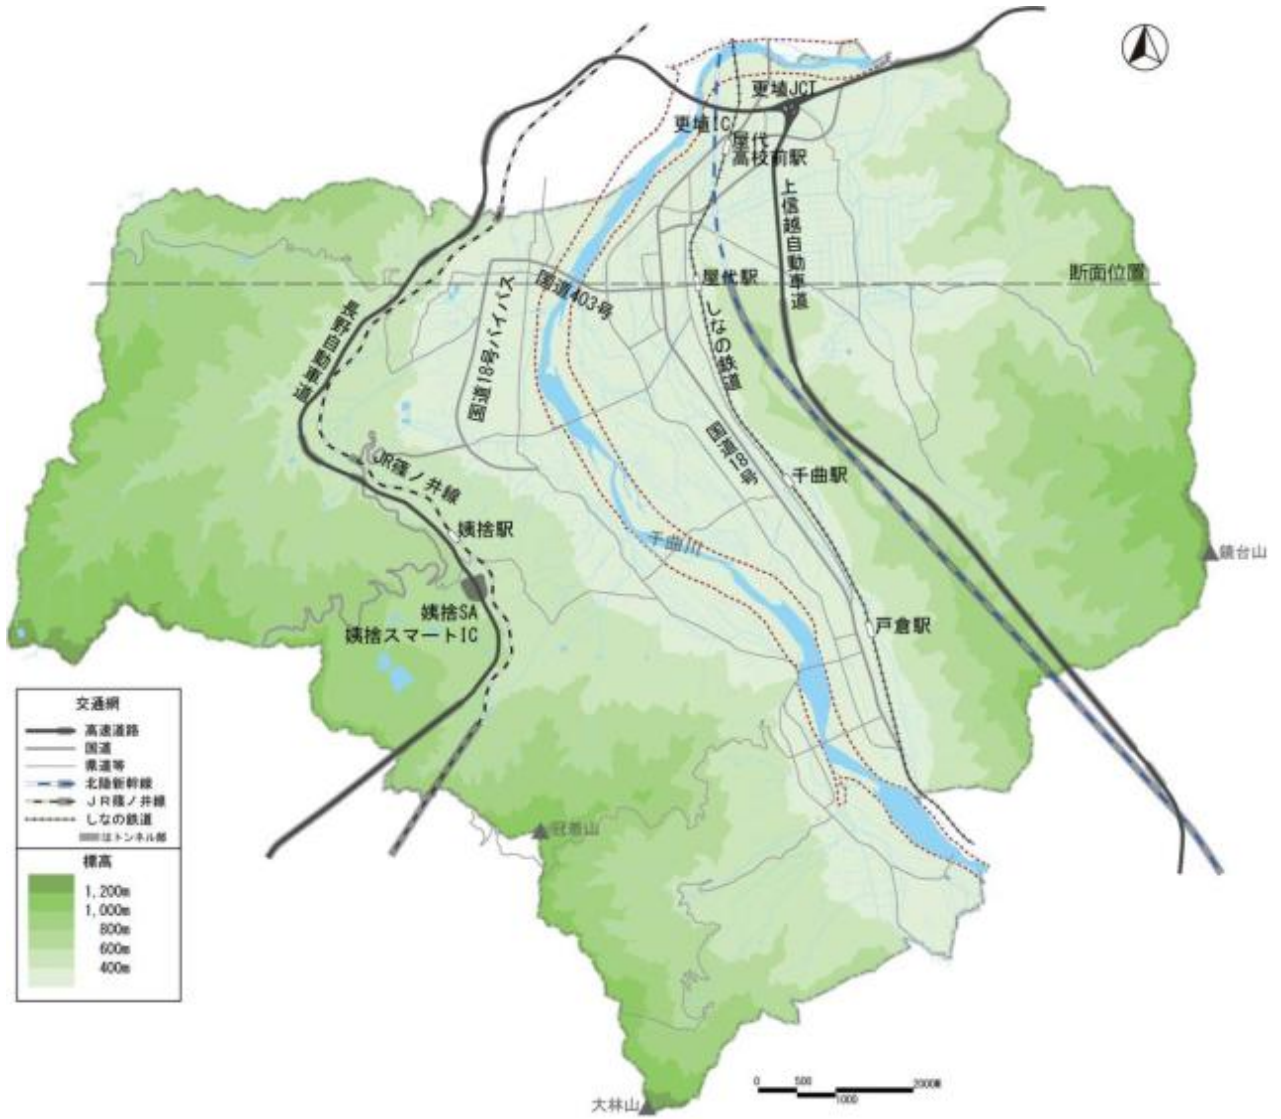 更埴JCT
更埴IC
屋代
高校前駅
上信越自動車道
断面位置
屋代駅
国道403号
しなの鉄道
国道18号バイパス
長野自動車道
国道18号
JR篠ノ井線
千曲駅
姨捨駅
千曲川
鏡台山
姨捨SA
姨捨スマートIC
戸倉駅
交通網
高速道路
国道
県道等
北陸新幹線
JR篠ノ井線
しなの鉄道
はトンネル部
冠着山
標高
1,200m
1,000m
800m
600m
400m
大林山
0 500 2000M
1000